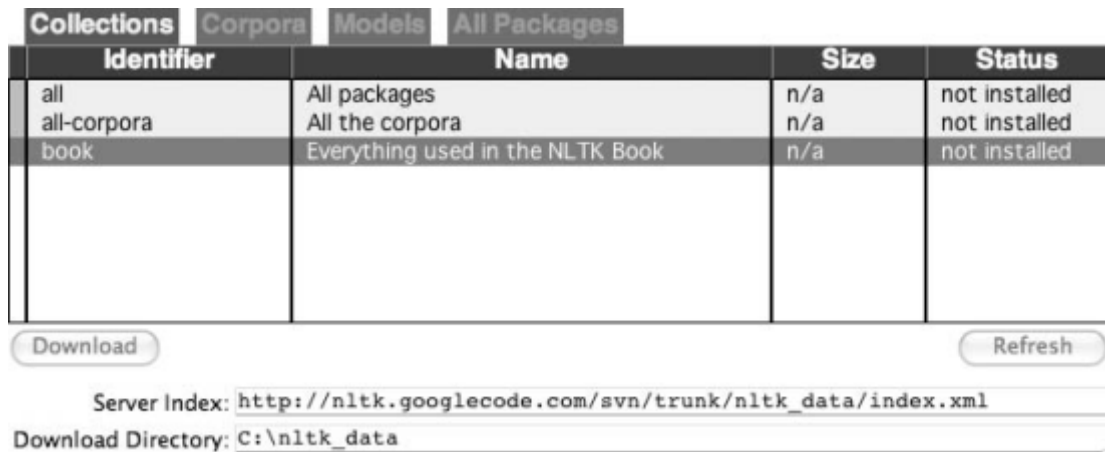 Collections Corpora Models All Packages
Identifier Name Size Status
all All packages n/a not installed
all-corpora All the corpora n/a not installed
book Everything used in the NLTK Book n/a not installed
Download Refresh
Server Index: http://nltk.googlecode.com/svn/trunk/nltk_data/index.xml
Download Directory: C:\nltk_data